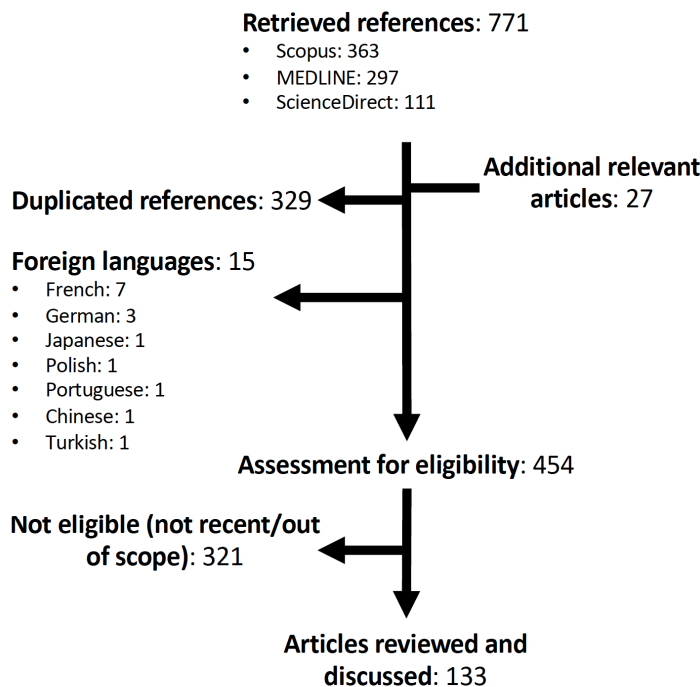 Retrieved references: 771
• Scopus: 363
• MEDLINE: 297
• ScienceDirect: 111
Additional relevant
articles: 27
Duplicated references: 329
Foreign languages: 15
• French: 7
• German: 3
• Japanese: 1
• Polish: 1
• Portuguese: 1
• Chinese: 1
• Turkish: 1
Assessment for eligibility: 454
Not eligible (not recent/out
of scope): 321
Articles reviewed and
discussed: 133